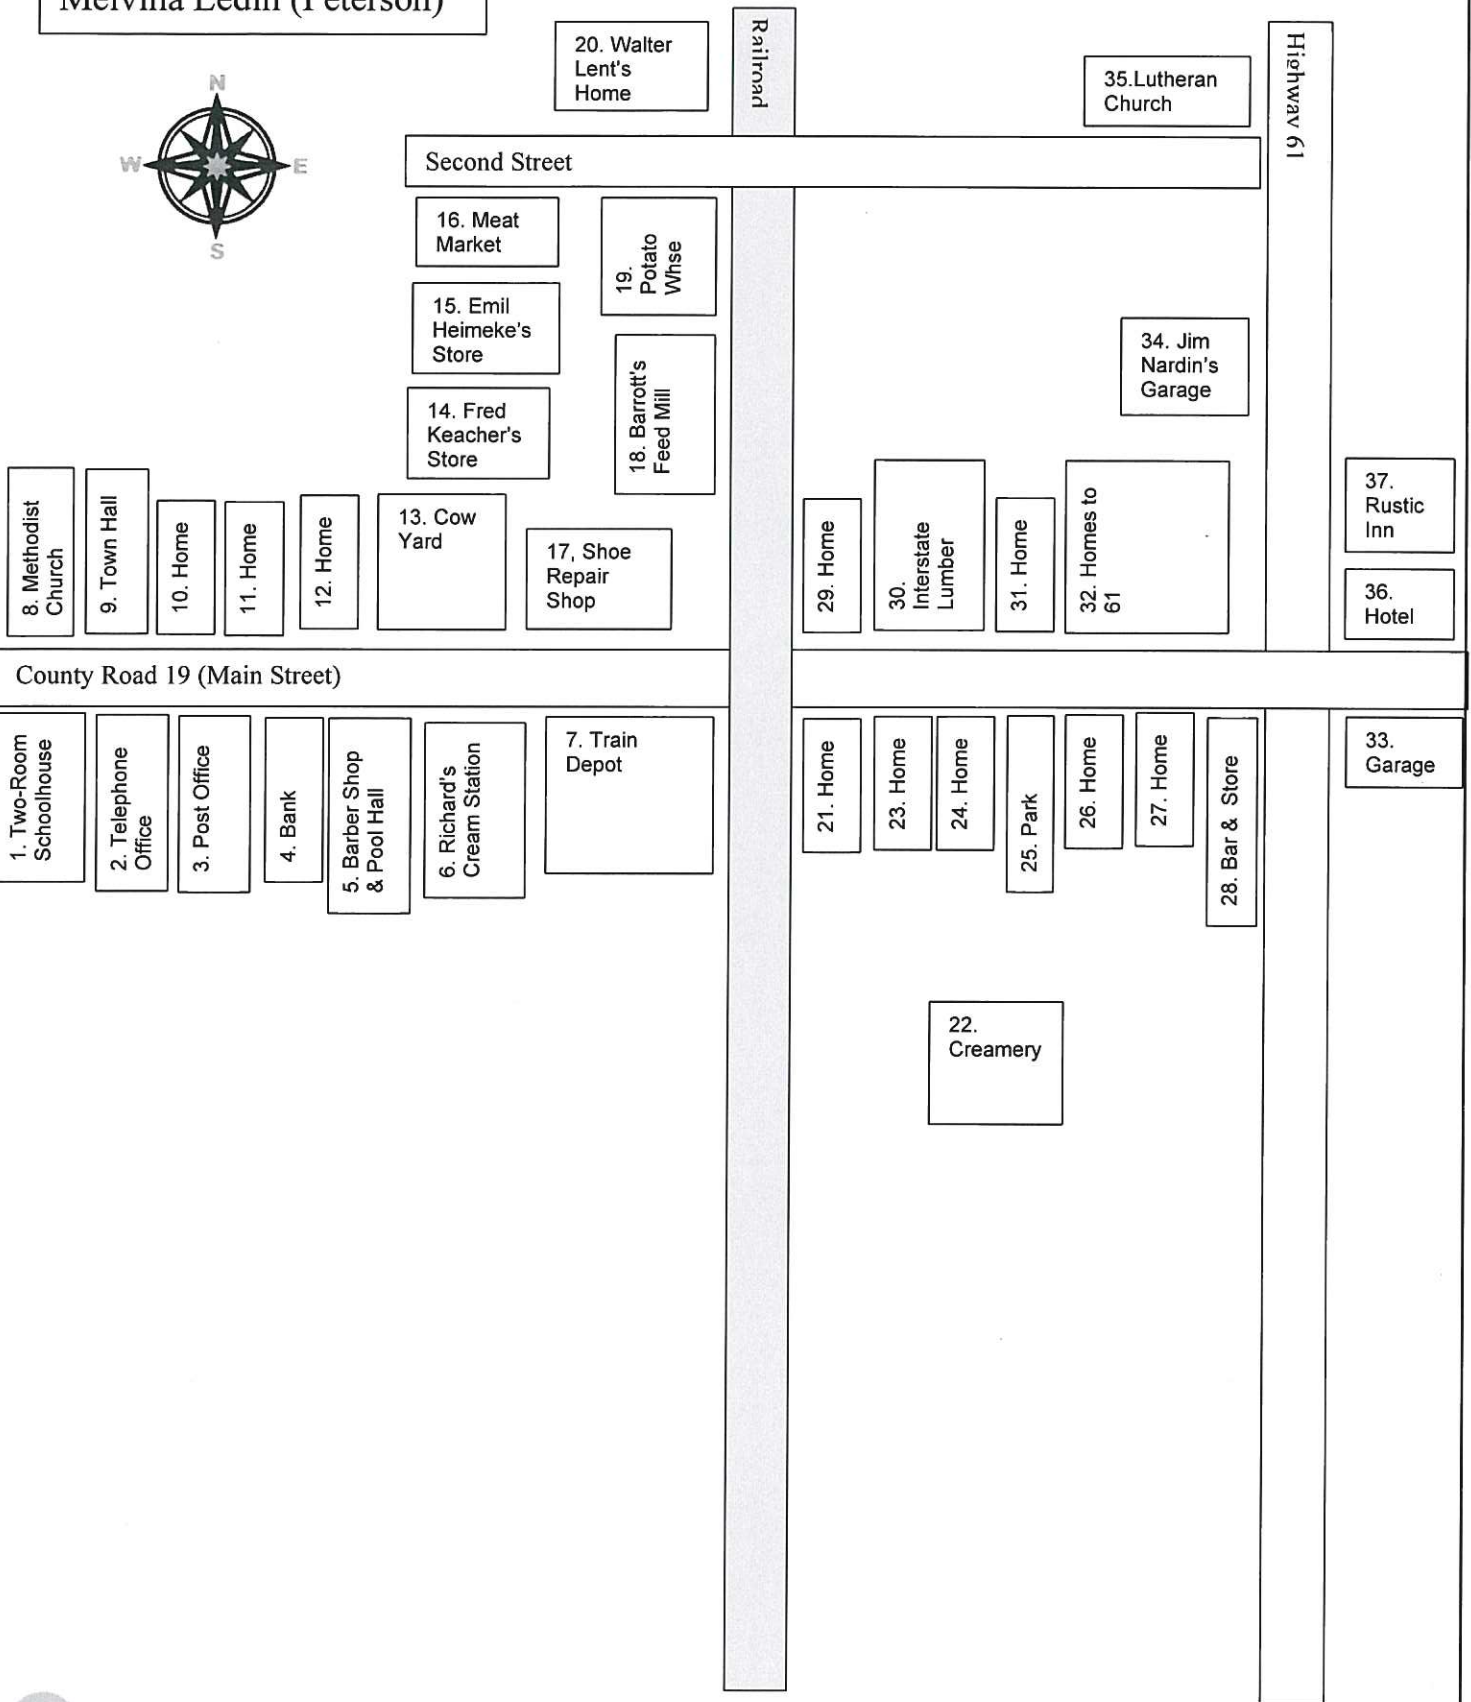 Melvina Ledin (Peterson)
N
W
E
S
20. Walter
Lent's
Home
Railroad
35.Lutheran
Church
Highway 61
Second Street
16. Meat
Market
19.
Potato
Whse
15. Emil
Heimeke's
Store
34. Jim
Nardin's
Garage
14. Fred
Keacher's
Store
18. Barrott's
Feed Mill
8. Methodist
Church
9. Town Hall
10. Home
11. Home
12. Home
13. Cow
Yard
17, Shoe
Repair
Shop
29. Home
30.
Interstate
Lumber
31. Home
32. Homes to
61
37.
Rustic
Inn
36.
Hotel
County Road 19 (Main Street)
1. Two-Room
Schoolhouse
2. Telephone
Office
3. Post Office
4. Bank
5. Barber Shop
& Pool Hall
6. Richard's
Cream Station
7. Train
Depot
21. Home
23. Home
24. Home
25. Park
26. Home
27. Home
28. Bar & Store
33.
Garage
22.
Creamery